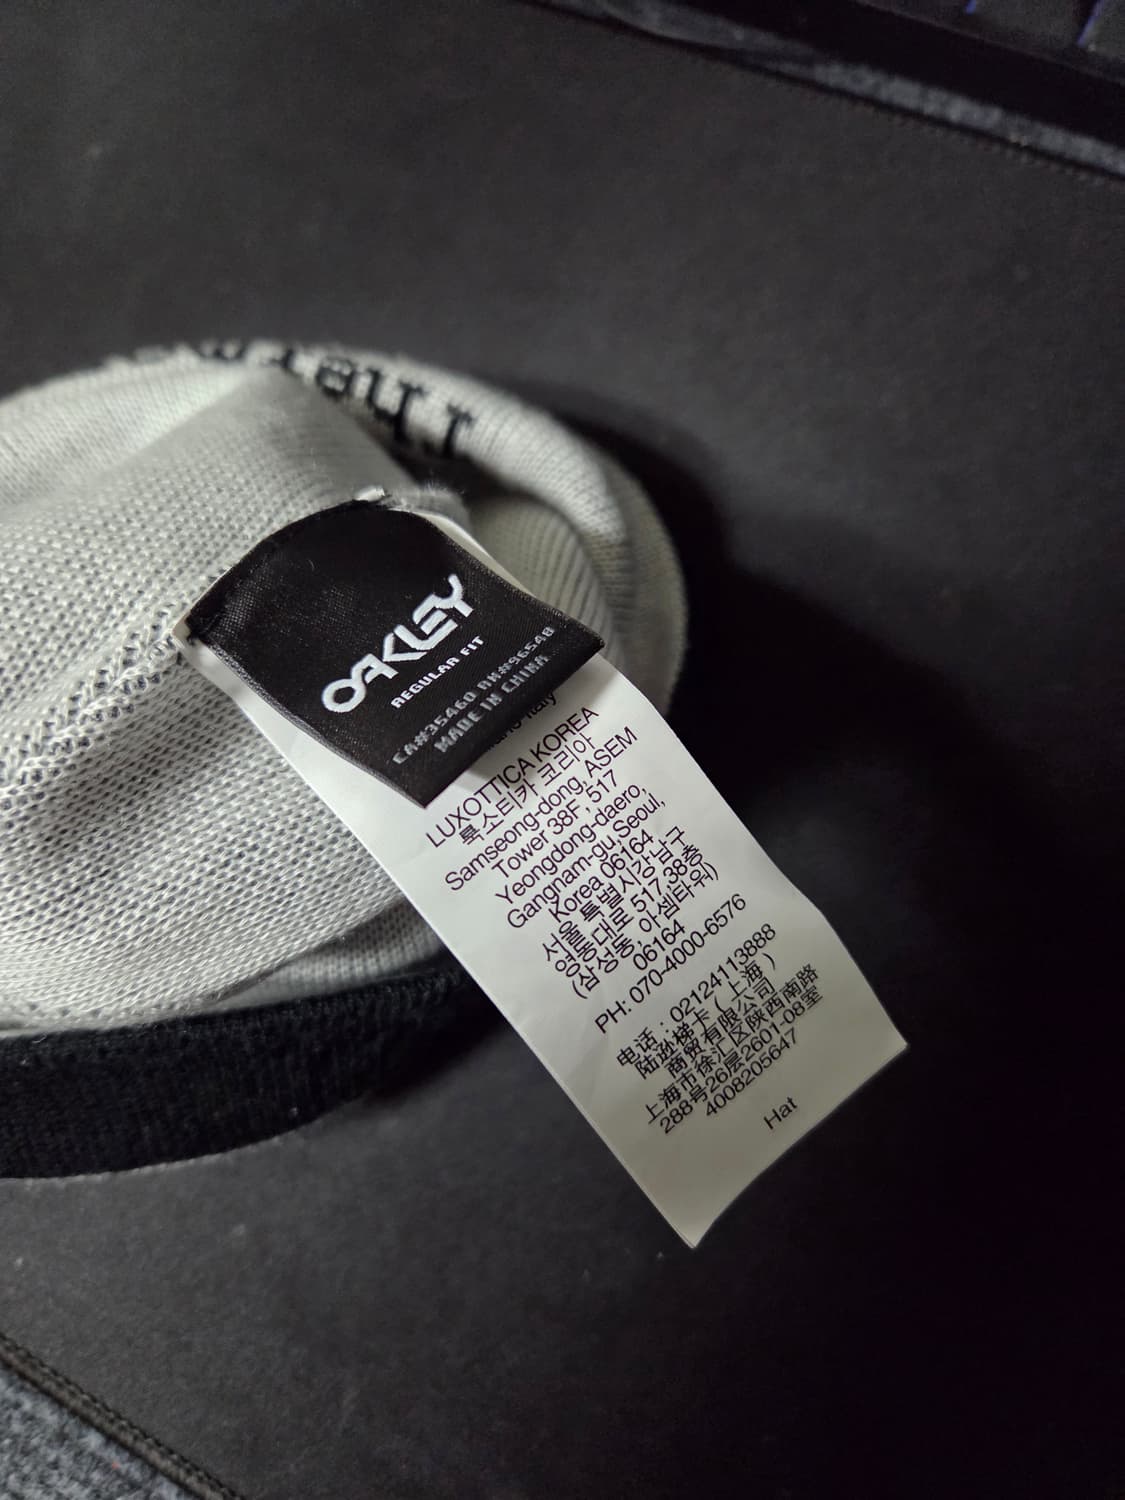 OAKLEY
REGULAR FIT
CA#35460 RN#96548
MADE IN CHINA
Italy
LUXOTTICA KOREA
룩소티카 코리아
Samseong-dong, ASEM
Tower 38F, 517
Yeongdong-daero,
Gangnam-gu Seoul,
Korea 06164
서울 특별시강남구
영동대로 517,38층
(삼성동, 아셈타워)
06164
PH: 070-4000-6576
电话：02124113888
陆逊梯卡（上海）
商贸有限公司
上海市徐汇区陕西南路
288号26层2601-08室
4008205647
Hat